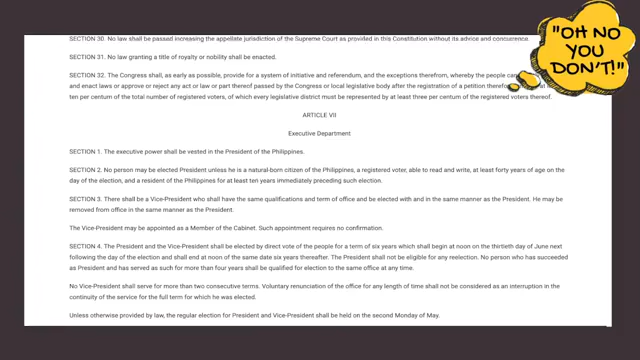 "OH NO
YOU
DON'T!"
SECTION 30. No law shall be passed increasing the appellate jurisdiction of the Supreme Court as provided in this Constitution without its advice and concurrence.
SECTION 31. No law granting a title of royalty or nobility shall be enacted.
SECTION 32. The Congress shall, as early as possible, provide for a system of initiative and referendum, and the exceptions therefrom, whereby the people can
and enact laws or approve or reject any act or law or part thereof passed by the Congress or local legislative body after the registration of a petition therefor
ten per centum of the total number of registered voters, of which every legislative district must be represented by at least three per centum of the registered voters thereof.
ARTICLE VII
Executive Department
SECTION 1. The executive power shall be vested in the President of the Philippines.
SECTION 2. No person may be elected President unless he is a natural-born citizen of the Philippines, a registered voter, able to read and write, at least forty years of age on
the day of the election, and a resident of the Philippines for at least ten years immediately preceding such election.
SECTION 3. There shall be a Vice-President who shall have the same qualifications and term of office and be elected with and in the same manner as the President. He may be
removed from office in the same manner as the President.
The Vice-President may be appointed as a Member of the Cabinet. Such appointment requires no confirmation.
SECTION 4. The President and the Vice-President shall be elected by direct vote of the people for a term of six years which shall begin at noon on the thirtieth day of June next
following the day of the election and shall end at noon of the same date six years thereafter. The President shall not be eligible for any reelection. No person who has succeeded
as President and has served as such for more than four years shall be qualified for election to the same office at any time.
No Vice-President shall serve for more than two consecutive terms. Voluntary renunciation of the office for any length of time shall not be considered as an interruption in the
continuity of the service for the full term for which he was elected.
Unless otherwise provided by law, the regular election for President and Vice-President shall be held on the second Monday of May.